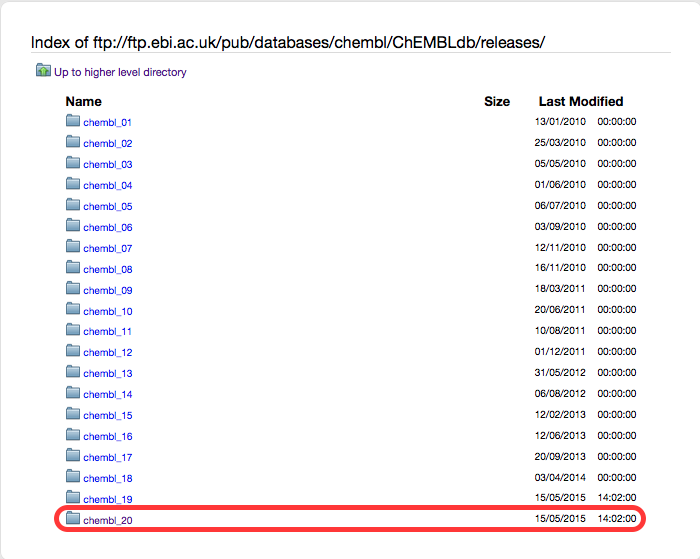 Index of ftp://ftp.ebi.ac.uk/pub/databases/chembl/ChEMBLdb/releases/
Up to higher level directory
Name Size Last Modified
chembl_01 13/01/2010 00:00:00
chembl_02 25/03/2010 00:00:00
chembl_03 05/05/2010 00:00:00
chembl_04 01/06/2010 00:00:00
chembl_05 06/07/2010 00:00:00
chembl_06 03/09/2010 00:00:00
chembl_07 12/11/2010 00:00:00
chembl_08 16/11/2010 00:00:00
chembl_09 18/03/2011 00:00:00
chembl_10 20/06/2011 00:00:00
chembl_11 10/08/2011 00:00:00
chembl_12 01/12/2011 00:00:00
chembl_13 31/05/2012 00:00:00
chembl_14 06/08/2012 00:00:00
chembl_15 12/02/2013 00:00:00
chembl_16 12/06/2013 00:00:00
chembl_17 20/09/2013 00:00:00
chembl_18 03/04/2014 00:00:00
chembl_19 15/05/2015 14:02:00
chembl_20 15/05/2015 14:02:00